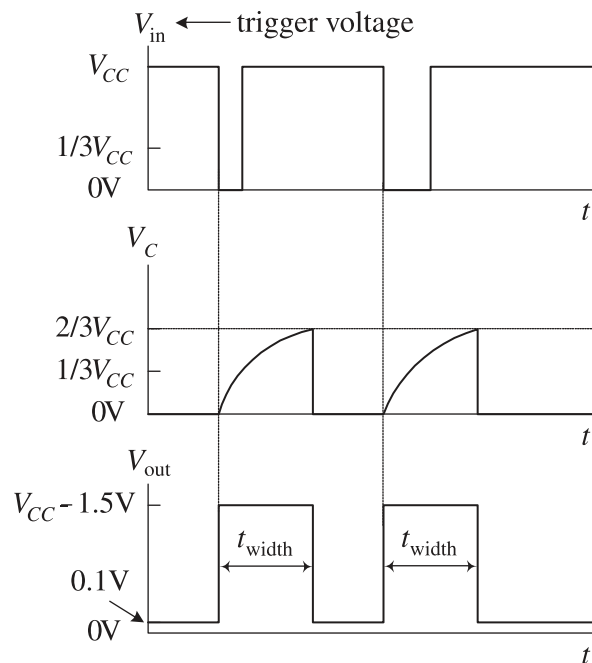 V_in ← trigger voltage
V_CC
1/3V_CC
0V
t
V_C
2/3V_CC
1/3V_CC
0V
t
V_out
V_CC – 1.5V
t_width t_width
0.1V
0V
t